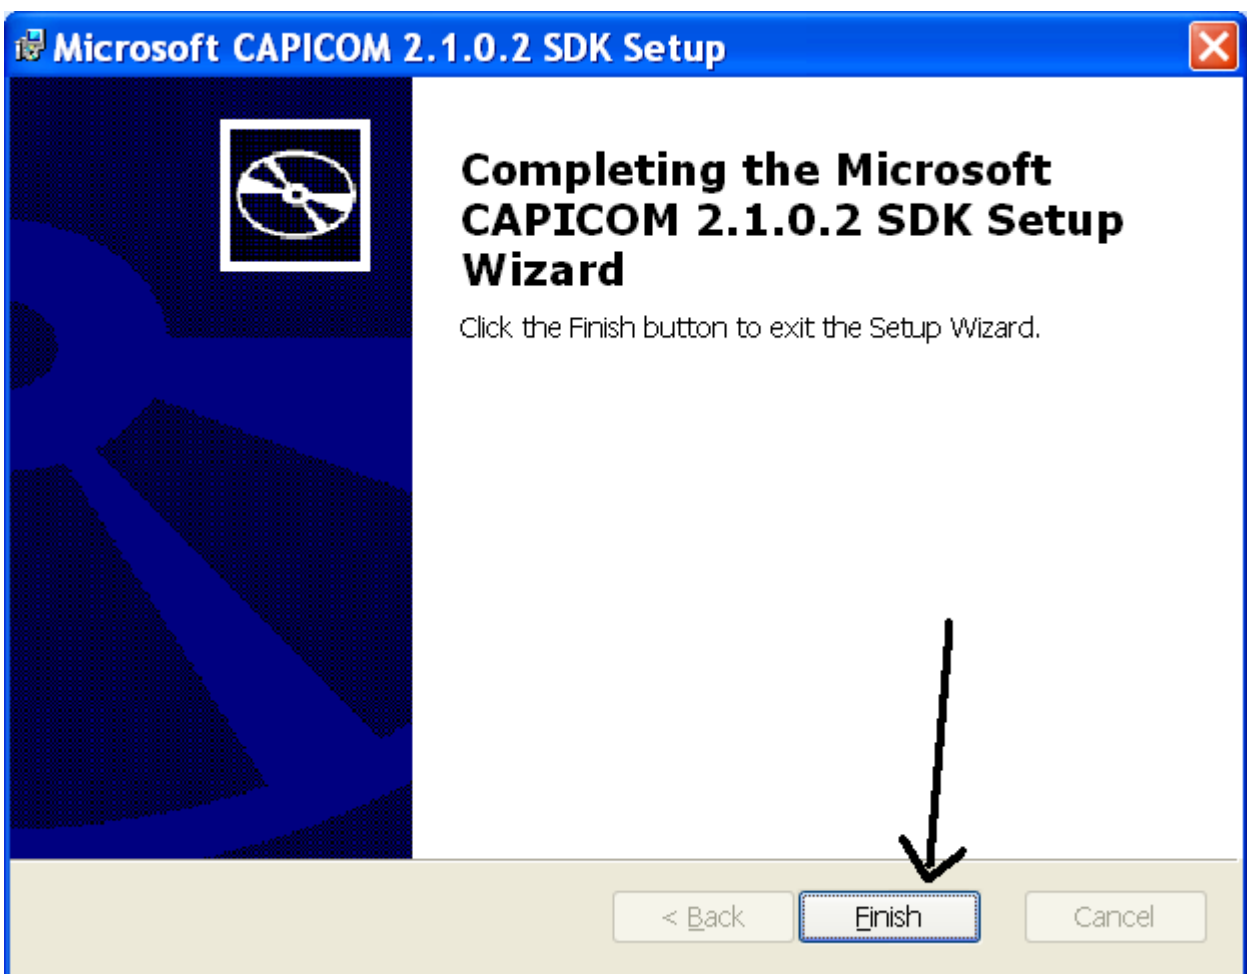 Microsoft CAPICOM 2.1.0.2 SDK Setup
Completing the Microsoft
CAPICOM 2.1.0.2 SDK Setup
Wizard
Click the Finish button to exit the Setup Wizard.
< Back Finish Cancel